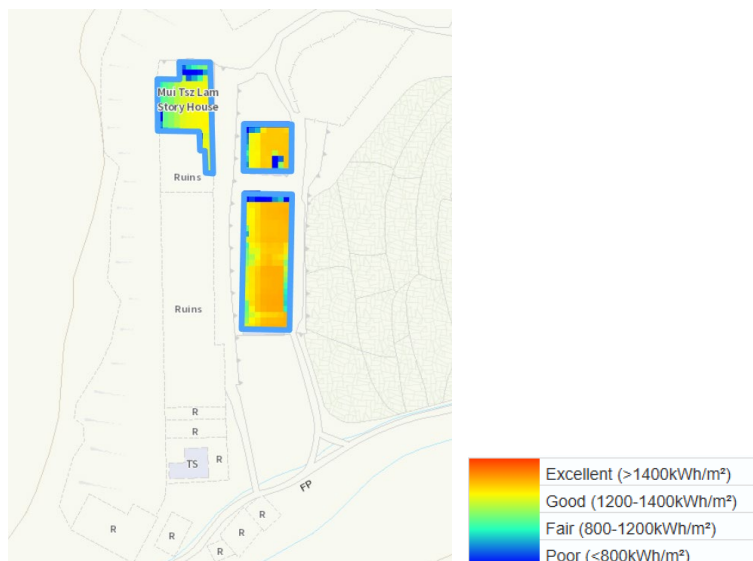 Mui Tsz Lam
Story House
Ruins
Ruins
R
R
TS
R
FP
R
R
R
R
R
Excellent (>1400kWh/m²)
Good (1200-1400kWh/m²)
Fair (800-1200kWh/m²)
Poor (<800kWh/m²)